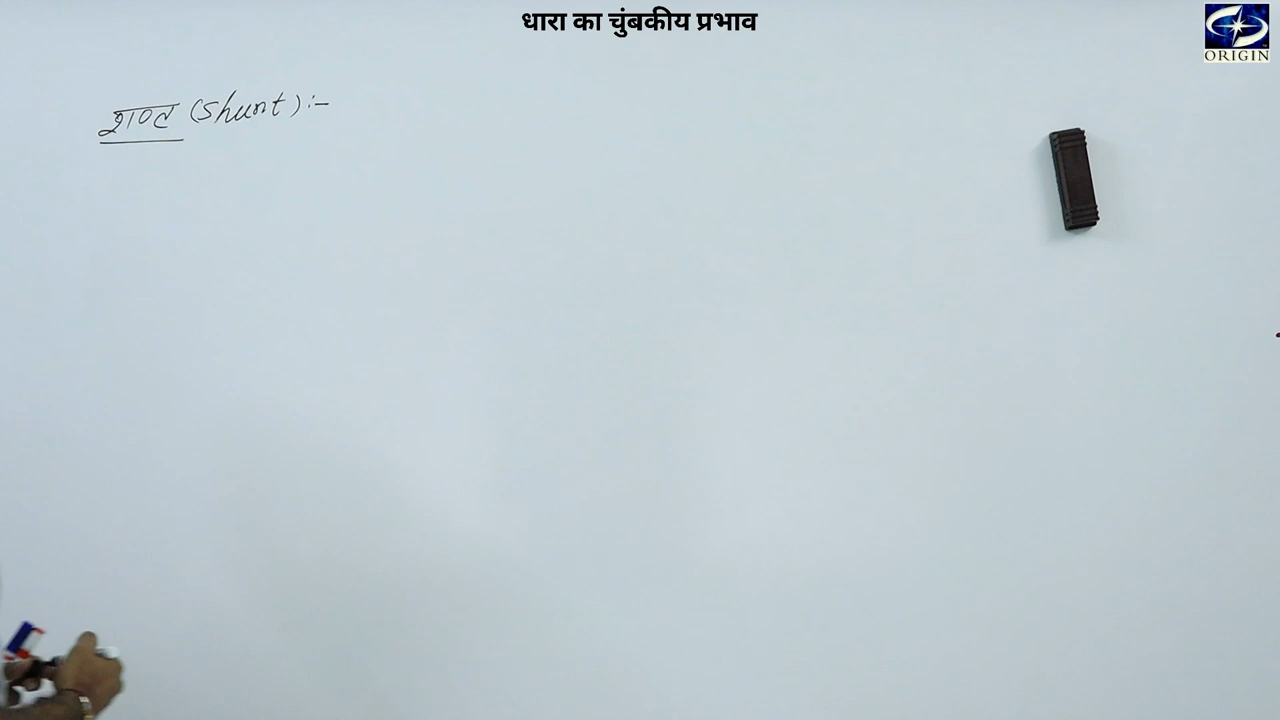 धारा का चुंबकीय प्रभाव
ORIGIN
शण्ट (Shunt) :-